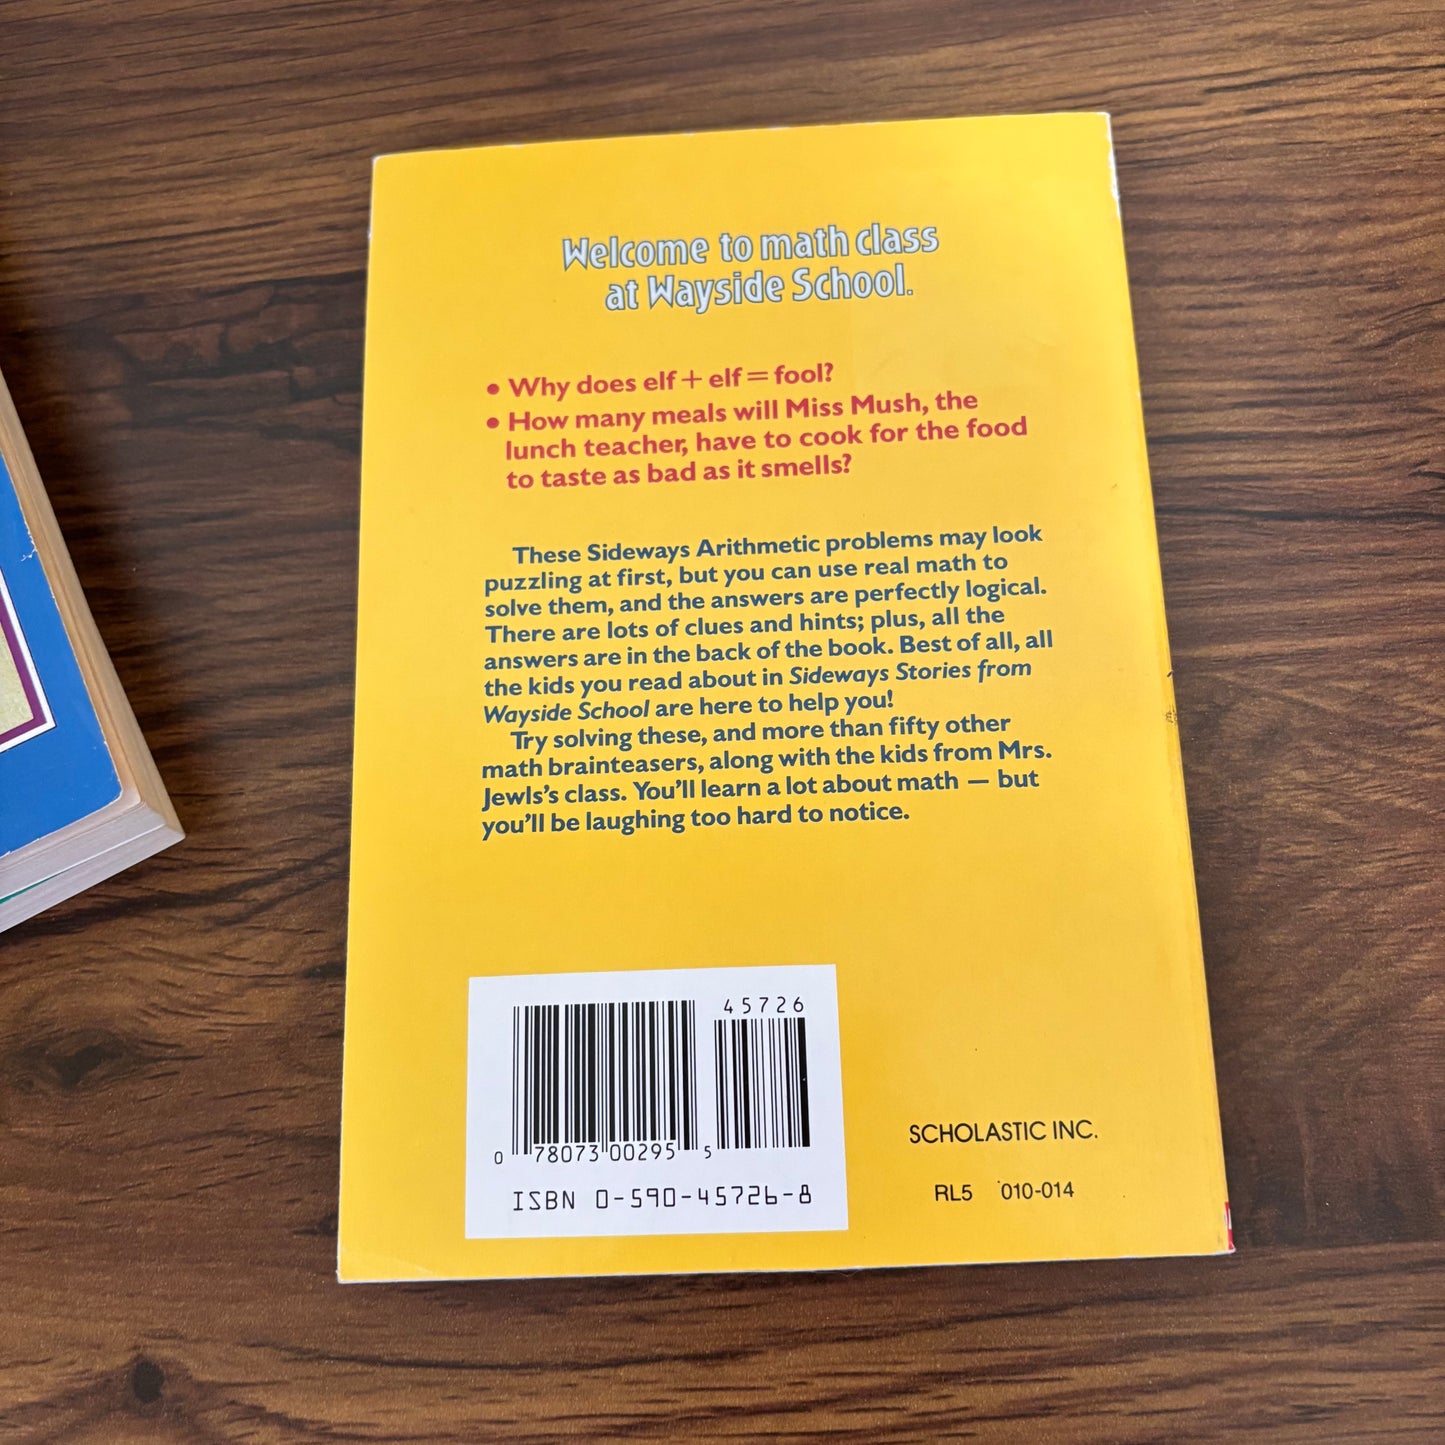 Welcome to math class
at Wayside School.
• Why does elf + elf = fool?
• How many meals will Miss Mush, the
lunch teacher, have to cook for the food
to taste as bad as it smells?
These Sideways Arithmetic problems may look
puzzling at first, but you can use real math to
solve them, and the answers are perfectly logical.
There are lots of clues and hints; plus, all the
answers are in the back of the book. Best of all, all
the kids you read about in Sideways Stories from
Wayside School are here to help you!
Try solving these, and more than fifty other
math brainteasers, along with the kids from Mrs.
Jewls's class. You'll learn a lot about math — but
you'll be laughing too hard to notice.
45726
0 78073 00295 5
ISBN 0-590-45726-8
SCHOLASTIC INC.
RL5 010-014